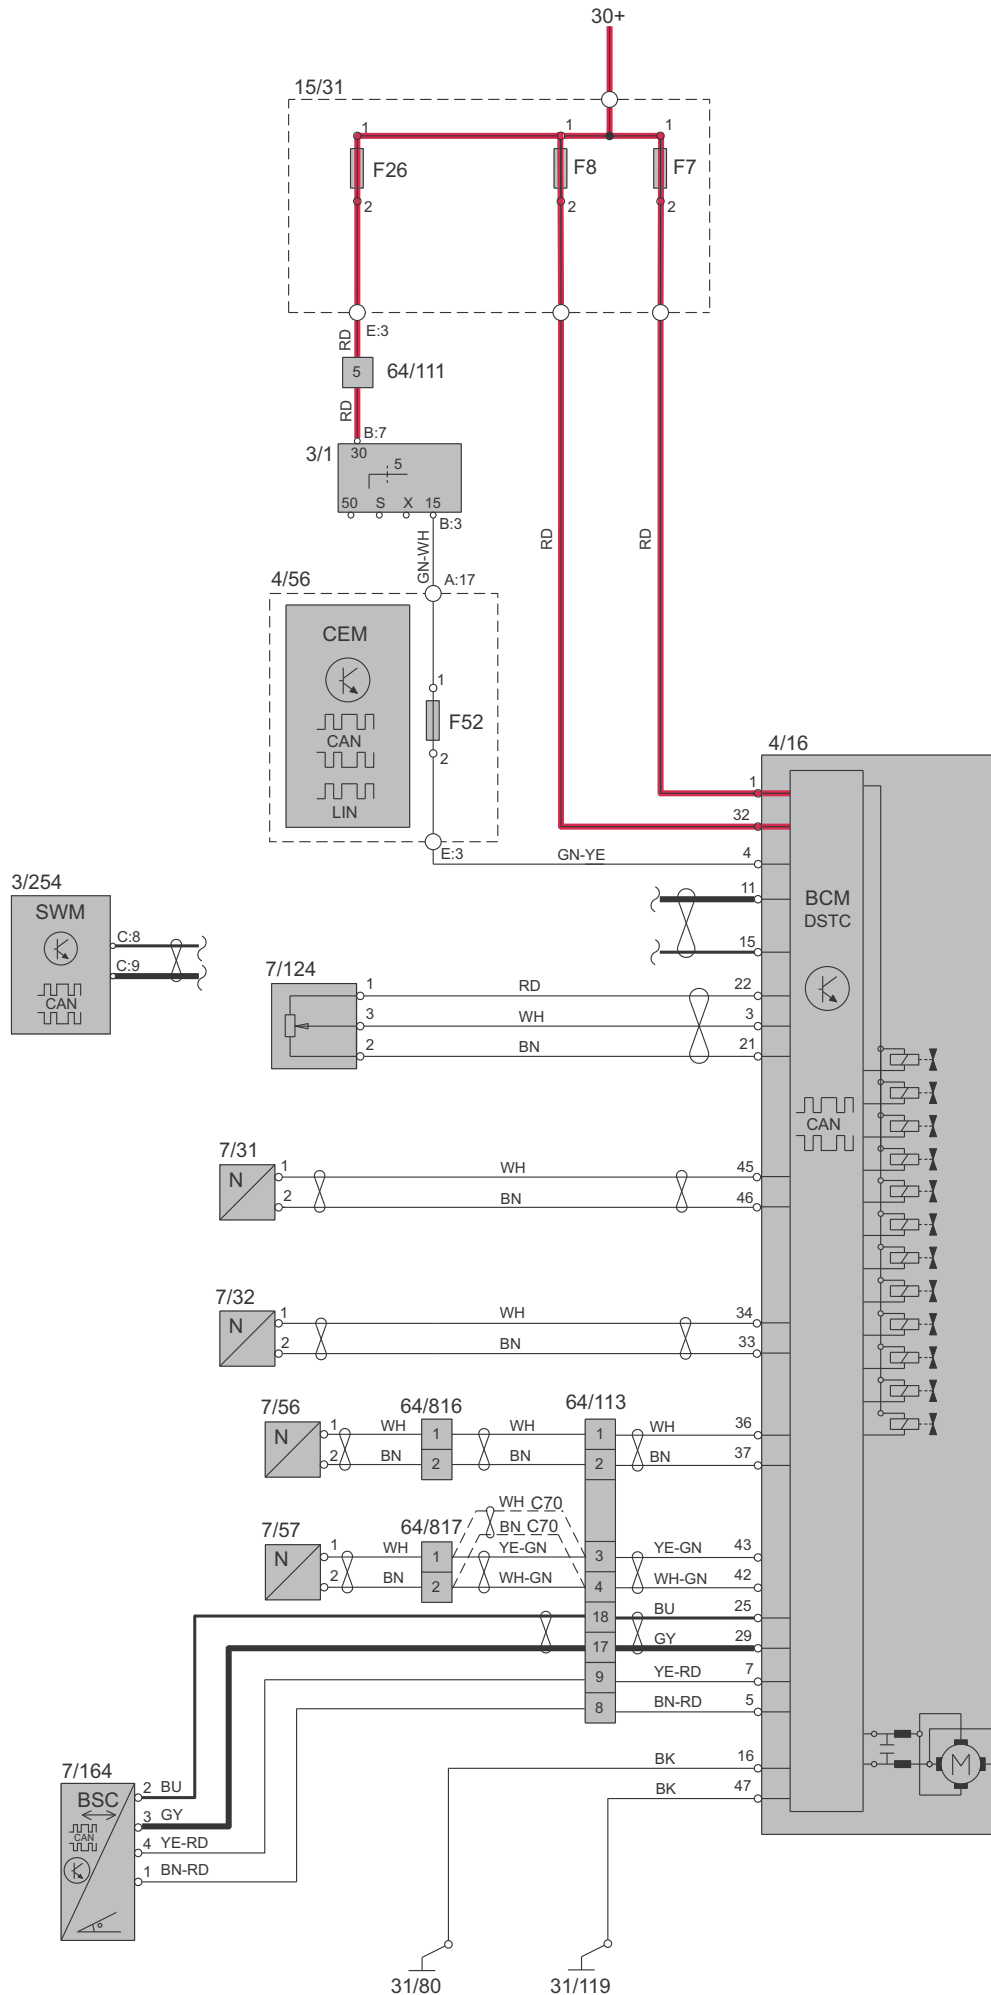 30+
15/31
1 1 1
F26 F8 F7
2 2 2
E:3
RD
5 64/111
RD
B:7
3/1 30
5
50 S X 15
B:3
GN-WH RD RD
4/56 A:17
CEM
1
F52
CAN
2
LIN
4/16
1
32
E:3 GN-YE 4
3/254 11
SWM BCM
DSTC
C:8 15
C:9
7/124
CAN
1 RD 22
3 WH 3
2 BN 21
CAN
7/31
N 1 WH 45
2 BN 46
7/32
N 1 WH 34
2 BN 33
7/56 64/816 64/113
N 1 WH 1 WH 1 WH 36
2 BN 2 BN 2 BN 37
WH C70
7/57 64/817 BN C70
N 1 WH 1 YE-GN 3 YE-GN 43
2 BN 2 WH-GN 4 WH-GN 42
18 BU 25
17 GY 29
9 YE-RD 7
8 BN-RD 5
M
BK 16
7/164
BK 47
BSC 2 BU
3 GY
CAN
4 YE-RD
1 BN-RD
31/80 31/119